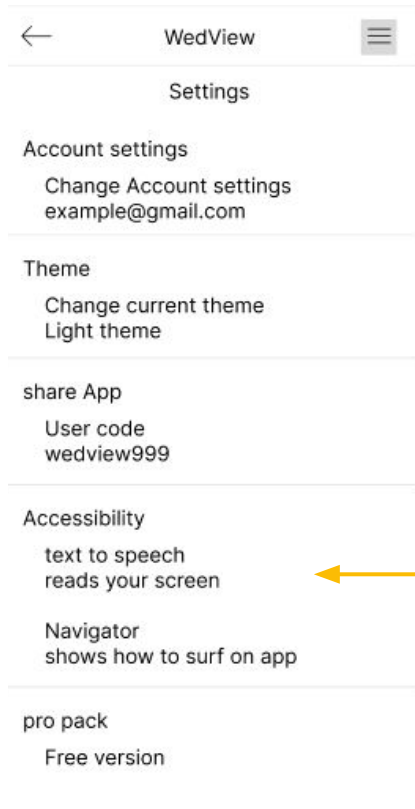 WedView
Settings
Account settings
Change Account settings
example@gmail.com
Theme
Change current theme
Light theme
share App
User code
wedview999
Accessibility
text to speech
reads your screen
Navigator
shows how to surf on app
pro pack
Free version